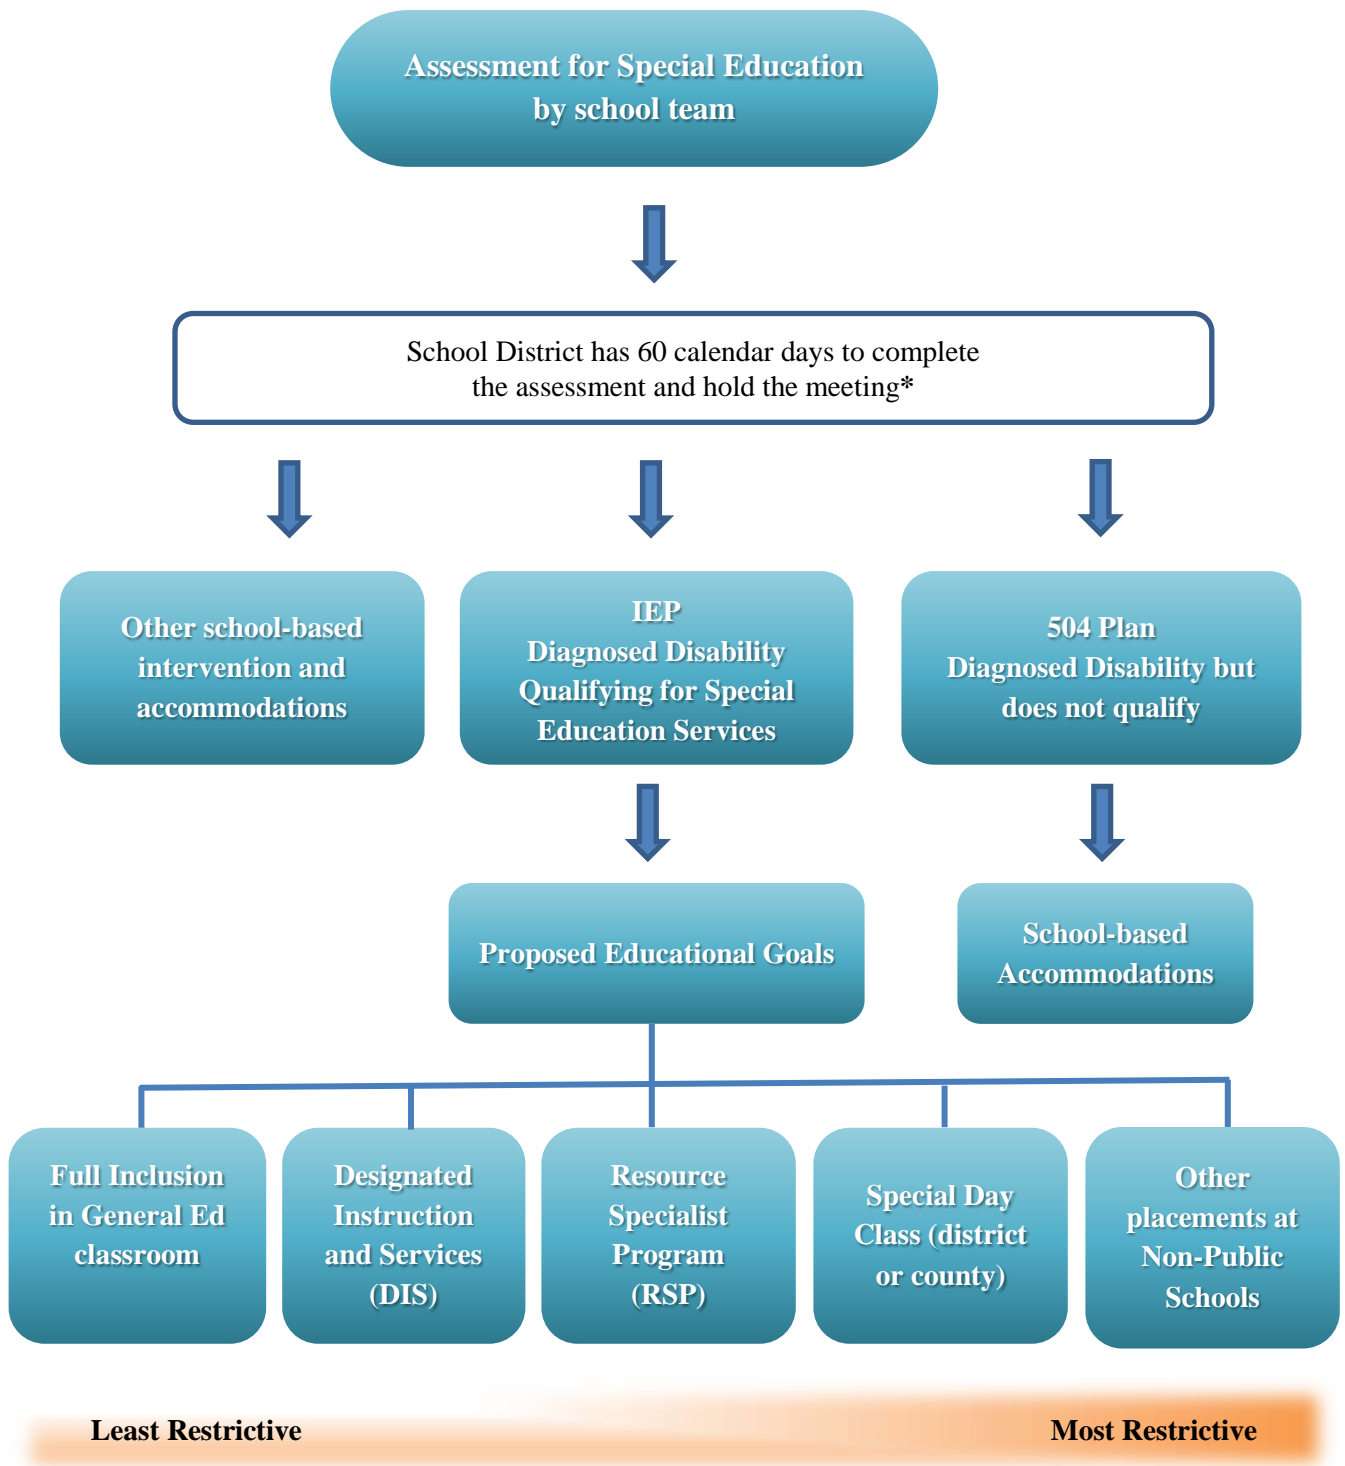 Assessment for Special Education
by school team
School District has 60 calendar days to complete
the assessment and hold the meeting*
Other school-based
intervention and
accommodations
IEP
Diagnosed Disability
Qualifying for Special
Education Services
504 Plan
Diagnosed Disability but
does not qualify
Proposed Educational Goals
School-based
Accommodations
Full Inclusion
in General Ed
classroom
Designated
Instruction
and Services
(DIS)
Resource
Specialist
Program
(RSP)
Special Day
Class (district
or county)
Other
placements at
Non-Public
Schools
Least Restrictive
Most Restrictive